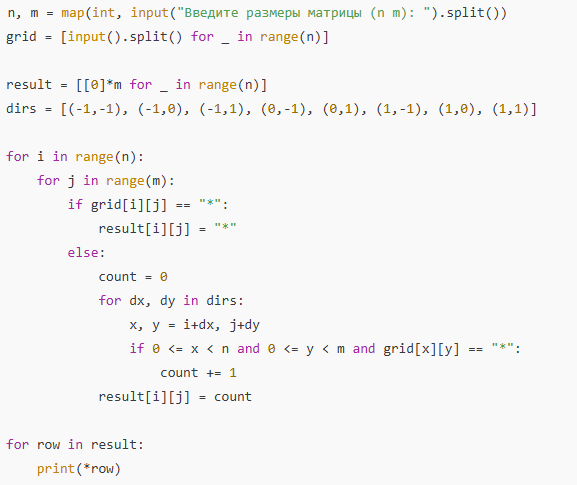 n, m = map(int, input("Введите размеры матрицы (n m): ").split())
grid = [input().split() for _ in range(n)]

result = [[0]*m for _ in range(n)]
dirs = [(-1,-1), (-1,0), (-1,1), (0,-1), (0,1), (1,-1), (1,0), (1,1)]

for i in range(n):
    for j in range(m):
        if grid[i][j] == "*":
            result[i][j] = "*"
        else:
            count = 0
            for dx, dy in dirs:
                x, y = i+dx, j+dy
                if 0 <= x < n and 0 <= y < m and grid[x][y] == "*":
                    count += 1
            result[i][j] = count

for row in result:
    print(*row)